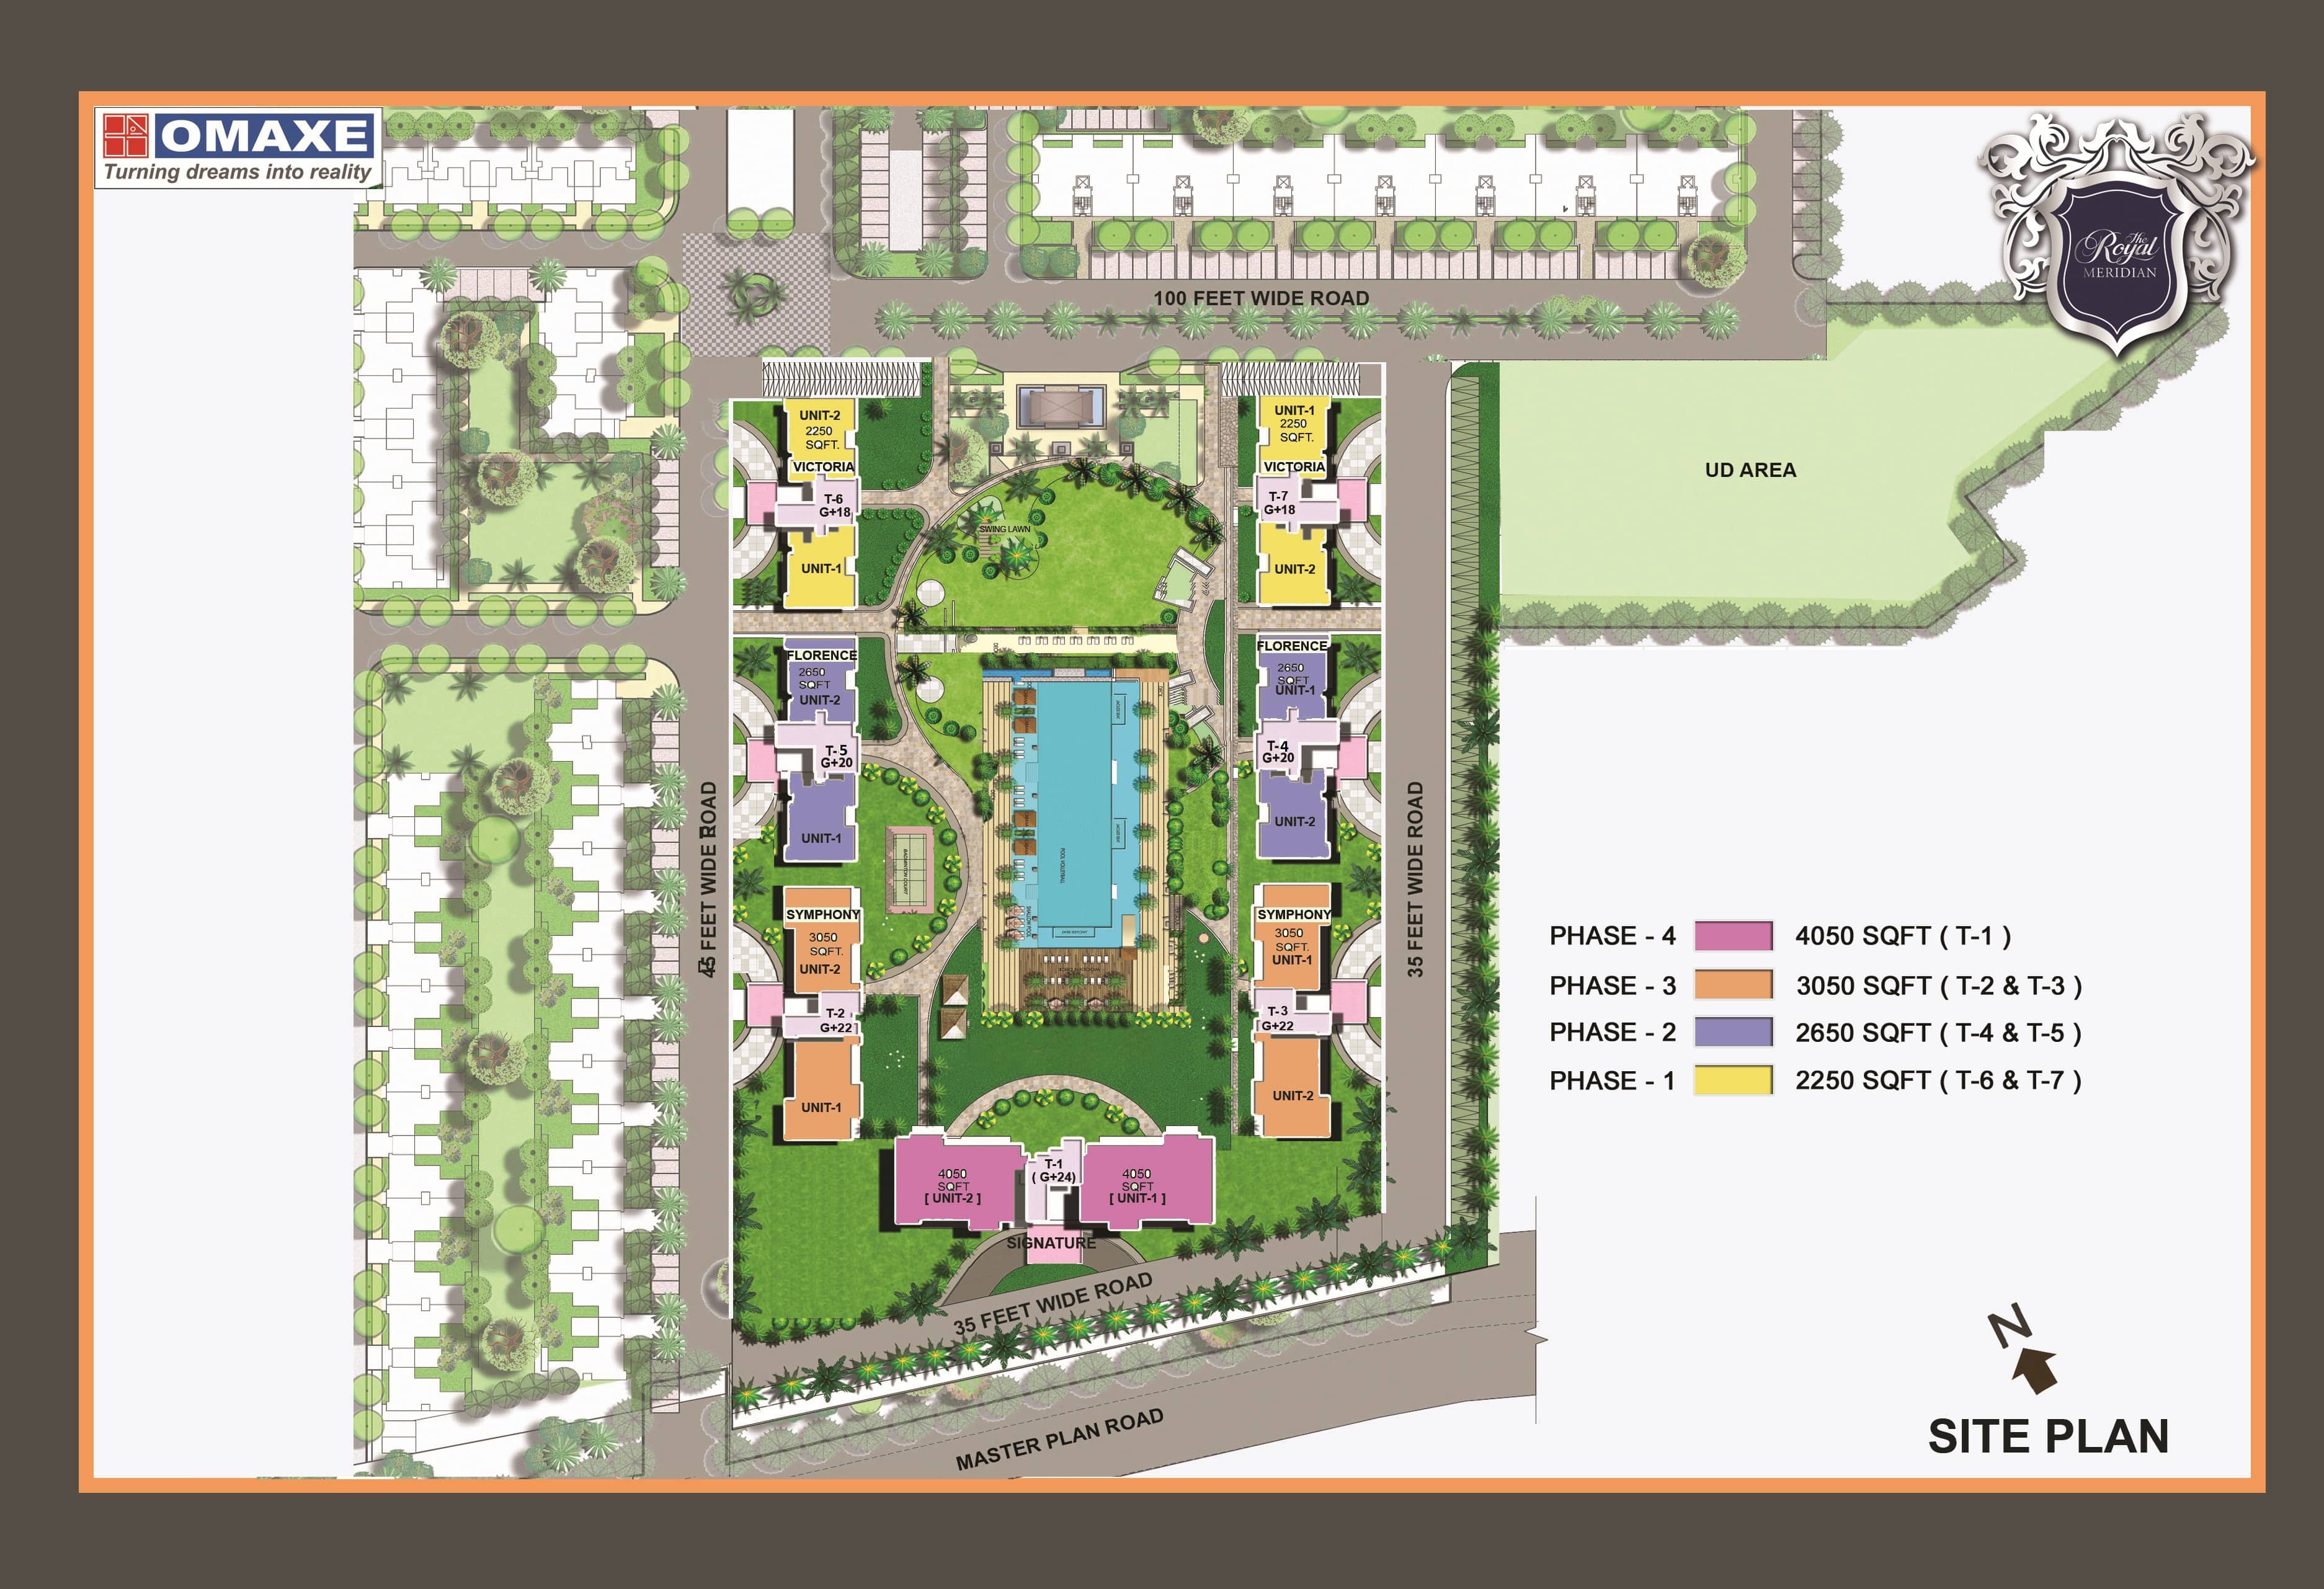 OMAXE
Turning dreams into reality
The
Royal
MERIDIAN
100 FEET WIDE ROAD
UD AREA
UNIT-2
2250
SQFT.
VICTORIA
T-6
G+18
UNIT-1
UNIT-1
2250
SQFT.
VICTORIA
T-7
G+18
UNIT-2
SWING LAWN
FLORENCE
2650
SQFT
UNIT-2
T-5
G+20
UNIT-1
FLORENCE
2650
SQFT
UNIT-1
T-4
G+20
UNIT-2
BADMINTON COURT
POOL VOLLEYBALL
45 FEET WIDE ROAD
35 FEET WIDE ROAD
SYMPHONY
3050
SQFT.
UNIT-2
T-2
G+22
UNIT-1
SYMPHONY
3050
SQFT.
UNIT-1
T-3
G+22
UNIT-2
4050
SQFT
[ UNIT-2 ]
T-1
( G+24)
4050
SQFT
[ UNIT-1 ]
SIGNATURE
35 FEET WIDE ROAD
MASTER PLAN ROAD
PHASE - 4 4050 SQFT ( T-1 )
PHASE - 3 3050 SQFT ( T-2 & T-3 )
PHASE - 2 2650 SQFT ( T-4 & T-5 )
PHASE - 1 2250 SQFT ( T-6 & T-7 )
N
SITE PLAN